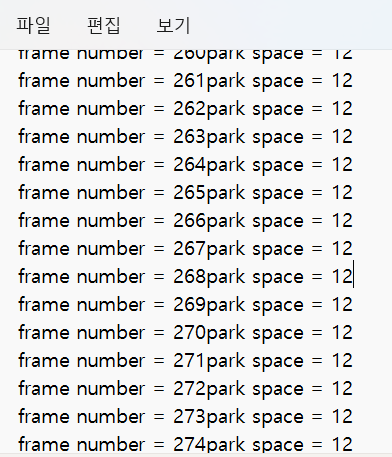 파일 편집 보기
frame number = 260park space = 12
frame number = 261park space = 12
frame number = 262park space = 12
frame number = 263park space = 12
frame number = 264park space = 12
frame number = 265park space = 12
frame number = 266park space = 12
frame number = 267park space = 12
frame number = 268park space = 12
frame number = 269park space = 12
frame number = 270park space = 12
frame number = 271park space = 12
frame number = 272park space = 12
frame number = 273park space = 12
frame number = 274park space = 12